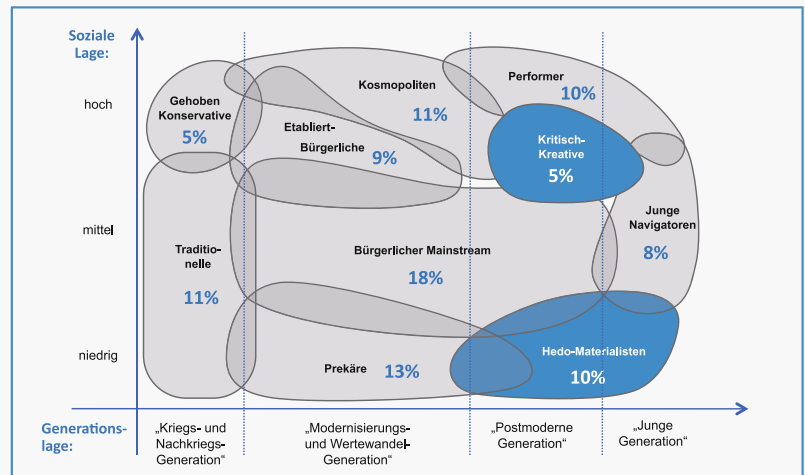 Soziale
Lage:
hoch
mittel
niedrig
Gehoben
Konservative
5%
Kosmopoliten
11%
Performer
10%
Etabliert-
Bürgerliche
9%
Kritisch-
Kreative
5%
Junge
Navigatoren
8%
Traditio-
nelle
11%
Bürgerlicher Mainstream
18%
Prekäre
13%
Hedo-Materialisten
10%
Generations-
lage:
„Kriegs- und
Nachkriegs-
Generation“
„Modernisierungs-
und Wertewandel-
Generation“
„Postmoderne
Generation“
„Junge
Generation“